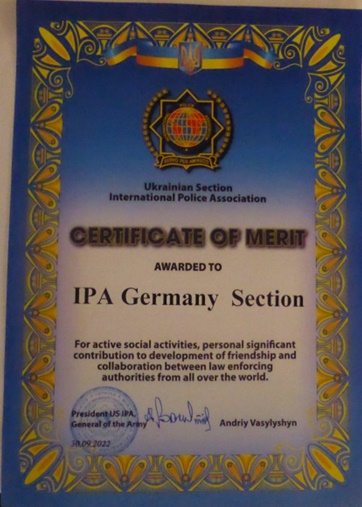 Ukrainian Section
International Police Association
CERTIFICATE OF MERIT
AWARDED TO
IPA Germany Section
For active social activities, personal significant
contribution to development of friendship and
collaboration between law enforcing
authorities from all over the world.
President US IPA,
General of the Army
Andriy Vasylyshyn
30.09.2022